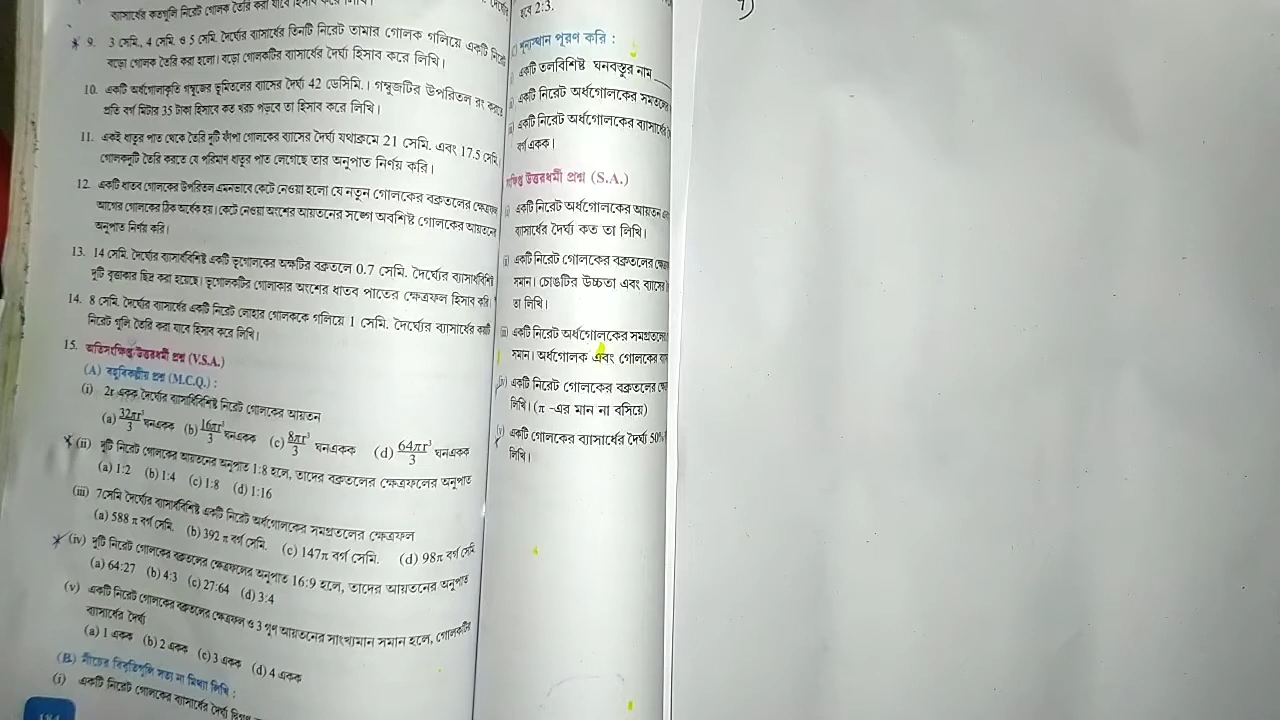 ব্যাসার্ধের কতগুলি নিরেট গোলক তৈরি করা যাবে হিসাব করে লিখি।
* 9. 3 সেমি., 4 সেমি. ও 5 সেমি. দৈর্ঘ্যের ব্যাসার্ধের তিনটি নিরেট তামার গোলক গলিয়ে একটি নিরেট
বড়ো গোলক তৈরি করা হলো। বড়ো গোলকটির ব্যাসার্ধের দৈর্ঘ্য হিসাব করে লিখি।
10. একটি অর্ধগোলাকৃতি গম্বুজের ভূমিতলের ব্যাসের দৈর্ঘ্য 42 ডেসিমি.। গম্বুজটির উপরিতল রং করতে
প্রতি বর্গ মিটার 35 টাকা হিসাবে কত খরচ পড়বে তা হিসাব করে লিখি।
11. একই ধাতুর পাত থেকে তৈরি দুটি ফাঁপা গোলকের ব্যাসের দৈর্ঘ্য যথাক্রমে 21 সেমি. এবং 17.5 সেমি.
গোলকদুটি তৈরি করতে যে পরিমাণ ধাতুর পাত লেগেছে তার অনুপাত নির্ণয় করি।
12. একটি ধাতব গোলকের উপরিতল এমনভাবে কেটে নেওয়া হলো যে নতুন গোলকের বক্রতলের ক্ষেত্রফল
আগের গোলকের ঠিক অর্ধেক হয়। কেটে নেওয়া অংশের আয়তনের সঙ্গে অবশিষ্ট গোলকের আয়তনের
অনুপাত নির্ণয় করি।
13. 14 সেমি. দৈর্ঘ্যের ব্যাসার্ধবিশিষ্ট একটি ভূগোলকের অক্ষটির বক্রতলে 0.7 সেমি. দৈর্ঘ্যের ব্যাসার্ধবিশিষ্ট
দুটি বৃত্তাকার ছিদ্র করা হয়েছে। ভূগোলকটির গোলাকার অংশের ধাতব পাতের ক্ষেত্রফল হিসাব করি।
14. 8 সেমি. দৈর্ঘ্যের ব্যাসার্ধের একটি নিরেট লোহার গোলককে গলিয়ে 1 সেমি. দৈর্ঘ্যের ব্যাসার্ধের কয়টি
নিরেট গুলি তৈরি করা যাবে হিসাব করে লিখি।
15. অতিসংক্ষিপ্ত উত্তরধর্মী প্রশ্ন (V.S.A.)
(A) বহুবিকল্পীয় প্রশ্ন (M.C.Q.) :
(i) 2r একক দৈর্ঘ্যের ব্যাসার্ধবিশিষ্ট নিরেট গোলকের আয়তন
(a) 32πr³/3 ঘনএকক (b) 16πr³/3 ঘনএকক (c) 8πr³/3 ঘনএকক (d) 64πr³/3 ঘনএকক
* (ii) দুটি নিরেট গোলকের আয়তনের অনুপাত 1:8 হলে, তাদের বক্রতলের ক্ষেত্রফলের অনুপাত
(a) 1:2 (b) 1:4 (c) 1:8 (d) 1:16
(iii) 7সেমি দৈর্ঘ্যের ব্যাসার্ধবিশিষ্ট একটি নিরেট অর্ধগোলকের সমগ্রতলের ক্ষেত্রফল
(a) 588 π বর্গ সেমি. (b) 392 π বর্গ সেমি. (c) 147π বর্গ সেমি. (d) 98π বর্গ সেমি
* (iv) দুটি নিরেট গোলকের বক্রতলের ক্ষেত্রফলের অনুপাত 16:9 হলে, তাদের আয়তনের অনুপাত
(a) 64:27 (b) 4:3 (c) 27:64 (d) 3:4
(v) একটি নিরেট গোলকের বক্রতলের ক্ষেত্রফল ও 3 গুণ আয়তনের সাংখ্যমান সমান হলে, গোলকটির
ব্যাসার্ধের দৈর্ঘ্য
(a) 1 একক (b) 2 একক (c) 3 একক (d) 4 একক
(B) নীচের বিবৃতিগুলি সত্য না মিথ্যা লিখি :
(i) একটি নিরেট গোলকের ব্যাসার্ধের দৈর্ঘ্য দ্বিগুণ
হবে 2:3.
শূন্যস্থান পূরণ করি :
একটি তলবিশিষ্ট ঘনবস্তুর নাম
ii) একটি নিরেট অর্ধগোলকের সমতলের
iii) একটি নিরেট অর্ধগোলকের ব্যাসার্ধের
বর্গ একক।
উত্তরধর্মী প্রশ্ন (S.A.)
(i) একটি নিরেট অর্ধগোলকের আয়তন
ব্যাসার্ধের দৈর্ঘ্য কত তা লিখি।
(ii) একটি নিরেট গোলকের বক্রতলের
সমান। চোঙটির উচ্চতা এবং ব্যাসের
তা লিখি।
(iii) একটি নিরেট অর্ধগোলকের সমগ্রতলের
সমান। অর্ধগোলক এবং গোলকের
(iv) একটি নিরেট গোলকের বক্রতলের
লিখি। (π -এর মান না বসিয়ে)
(v) একটি গোলকের ব্যাসার্ধের দৈর্ঘ্য 50%
লিখি।